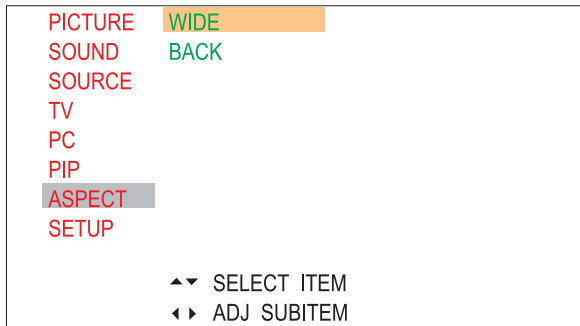 PICTURE WIDE
SOUND BACK
SOURCE
TV
PC
PIP
ASPECT
SETUP
SELECT ITEM
ADJ SUBITEM